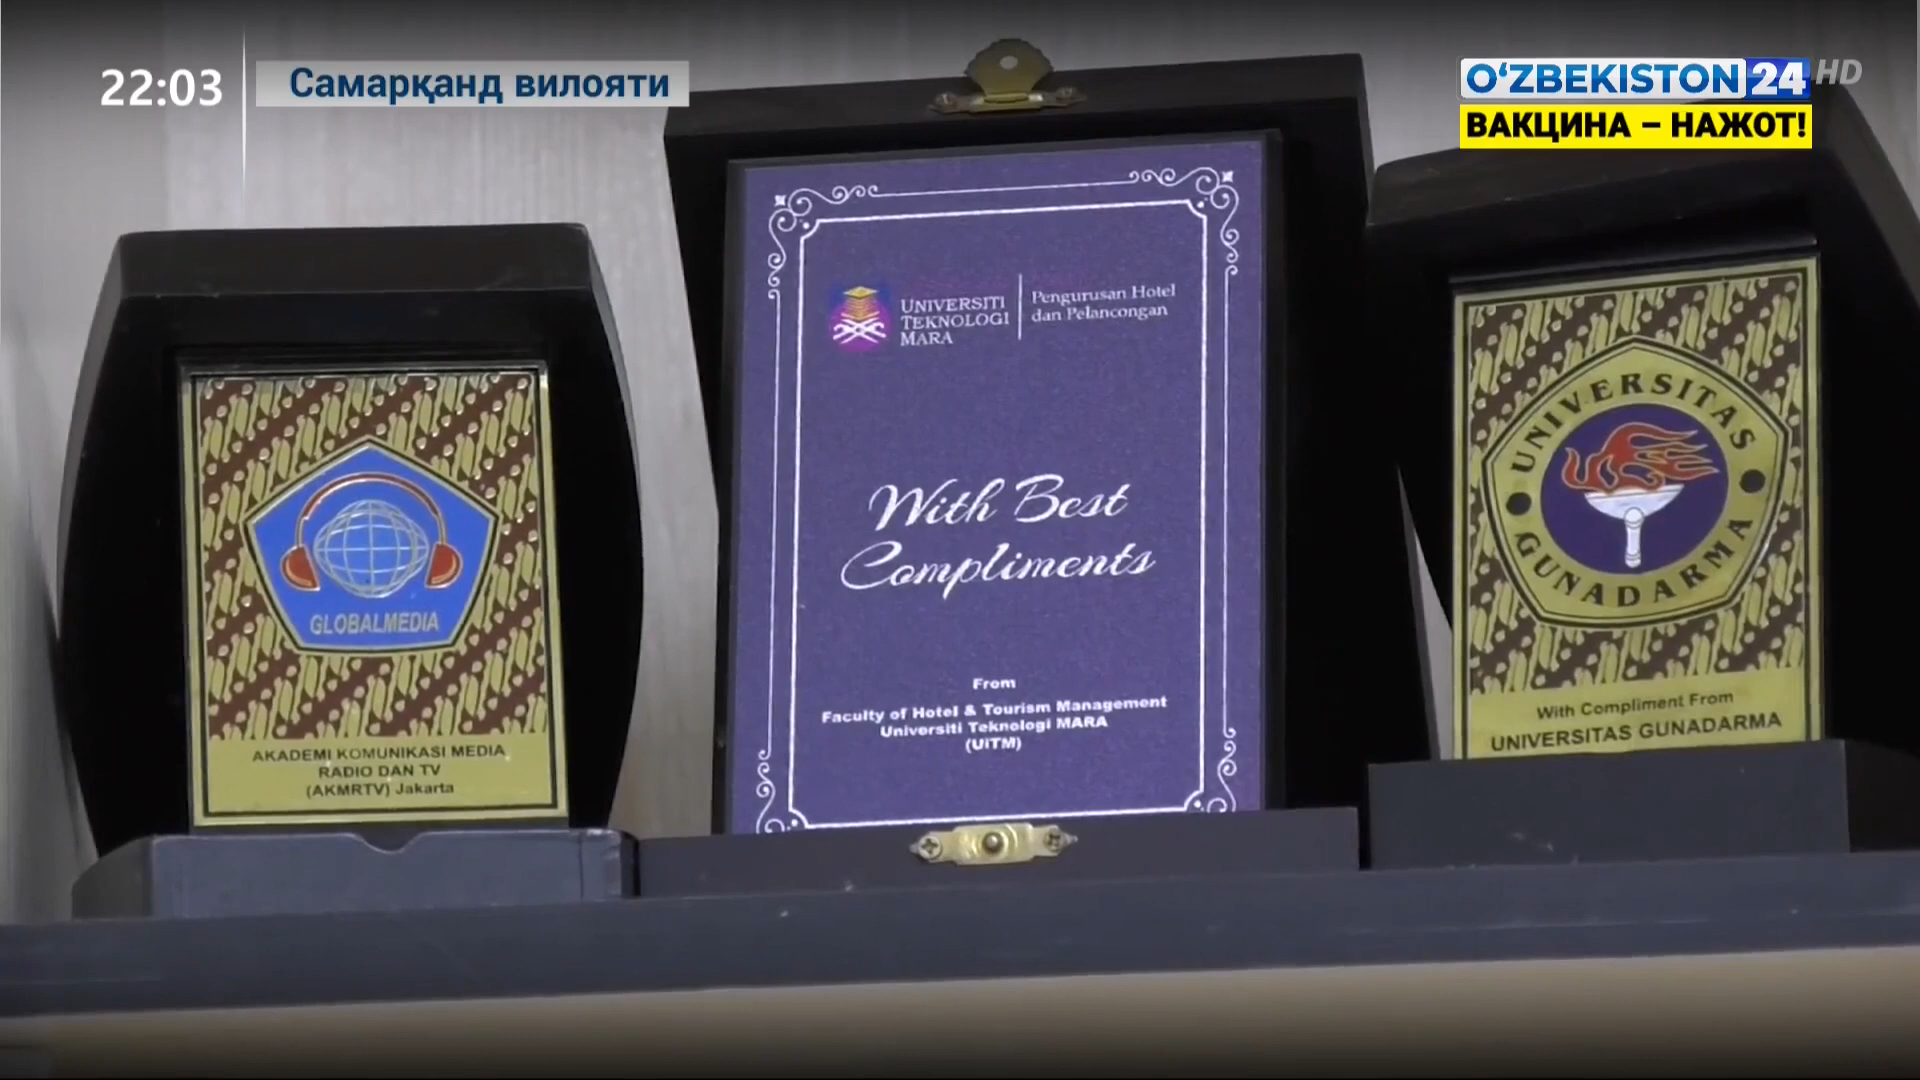 22:03
Самарқанд вилояти
O‘ZBEKISTON 24 HD
ВАКЦИНА – НАЖОТ!
GLOBALMEDIA
AKADEMI KOMUNIKASI MEDIA
RADIO DAN TV
(AKMRTV) Jakarta
UNIVERSITI
TEKNOLOGI
MARA
Pengurusan Hotel
dan Pelancongan
With Best
Compliments
From
Faculty of Hotel & Tourism Management
Universiti Teknologi MARA
(UiTM)
UNIVERSITAS
GUNADARMA
With Compliment From
UNIVERSITAS GUNADARMA